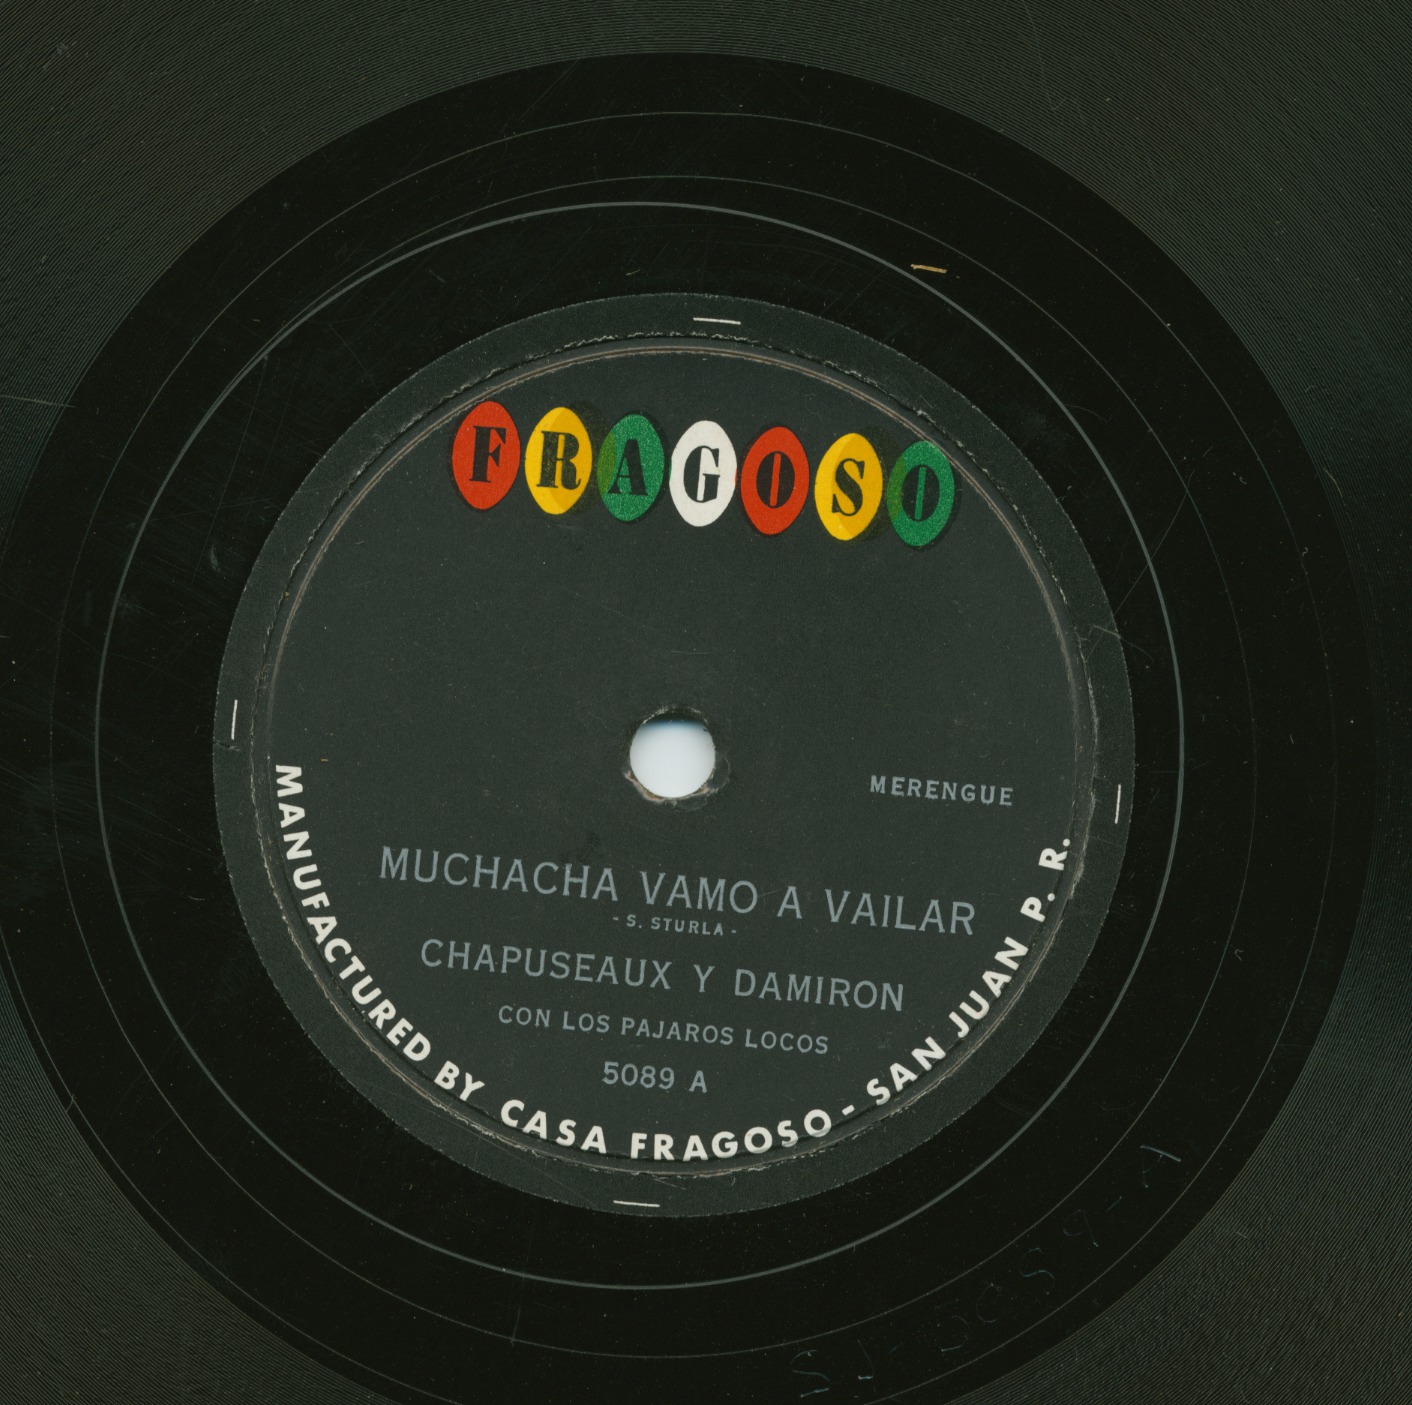 FRAGOSO
MERENGUE
MUCHACHA VAMO A VAILAR
- S. STURLA -
CHAPUSEAUX Y DAMIRON
CON LOS PAJAROS LOCOS
5089 A
MANUFACTURED BY CASA FRAGOSO - SAN JUAN P. R.